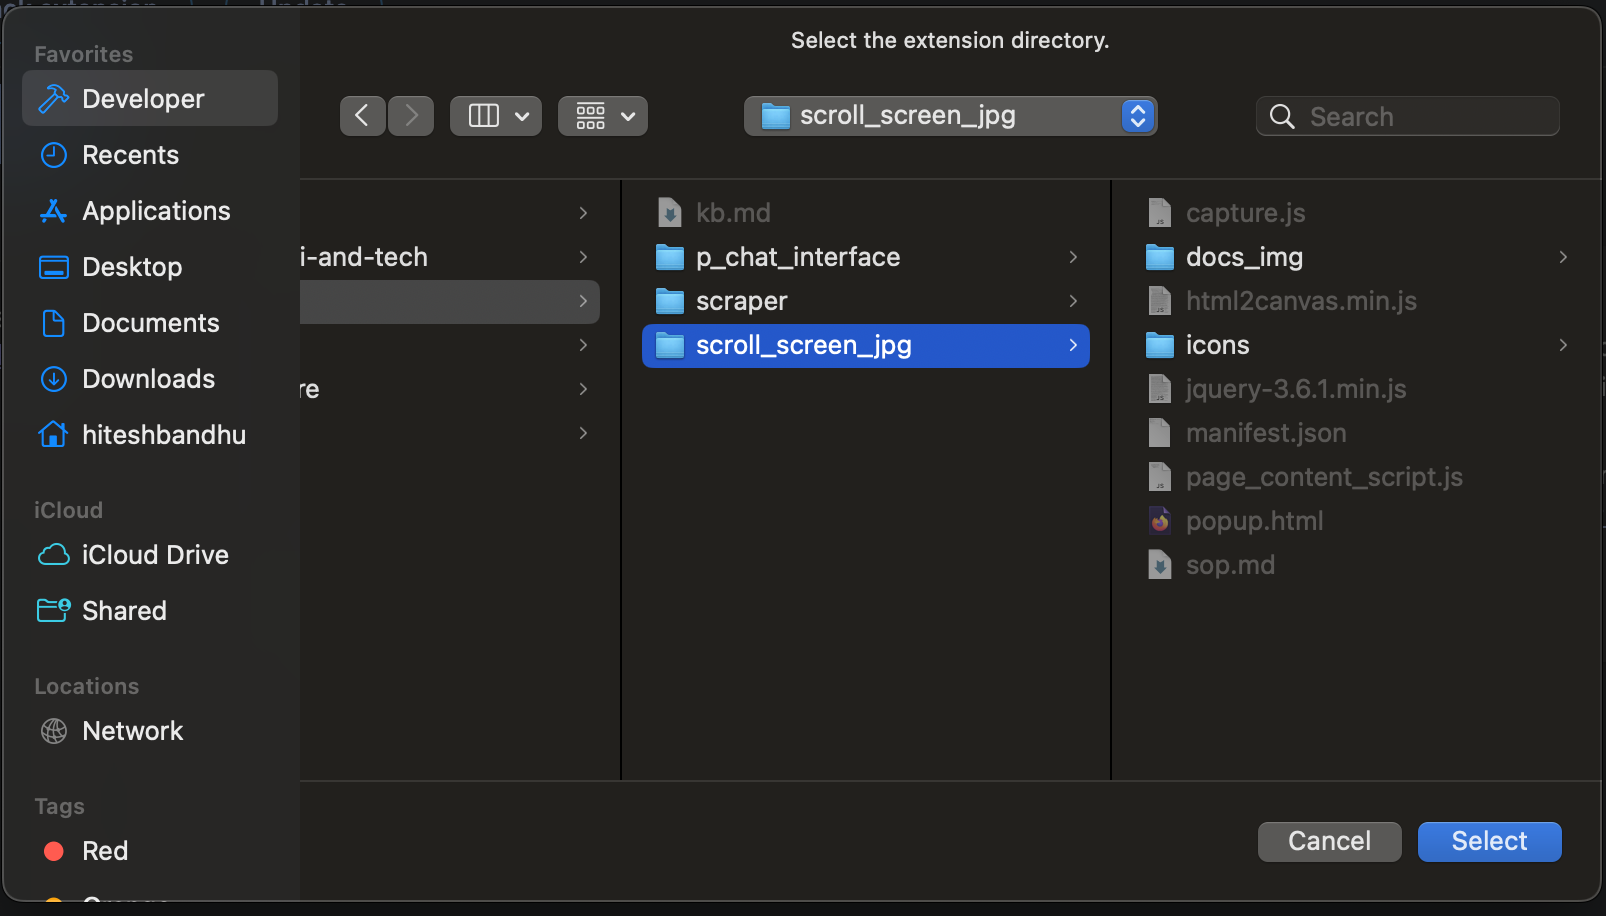 Select the extension directory.
Favorites
Developer
Recents
Applications
Desktop
Documents
Downloads
hiteshbandhu
iCloud
iCloud Drive
Shared
Locations
Network
Tags
Red
scroll_screen_jpg
Search
i-and-tech
re
kb.md
p_chat_interface
scraper
scroll_screen_jpg
capture.js
docs_img
html2canvas.min.js
icons
jquery-3.6.1.min.js
manifest.json
page_content_script.js
popup.html
sop.md
Cancel
Select